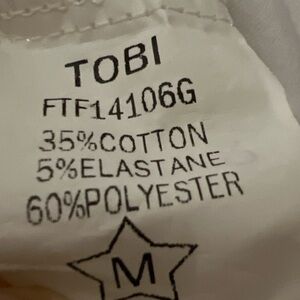 TOBI
FTF14106G
35%COTTON
5%ELASTANE
60%POLYESTER
M